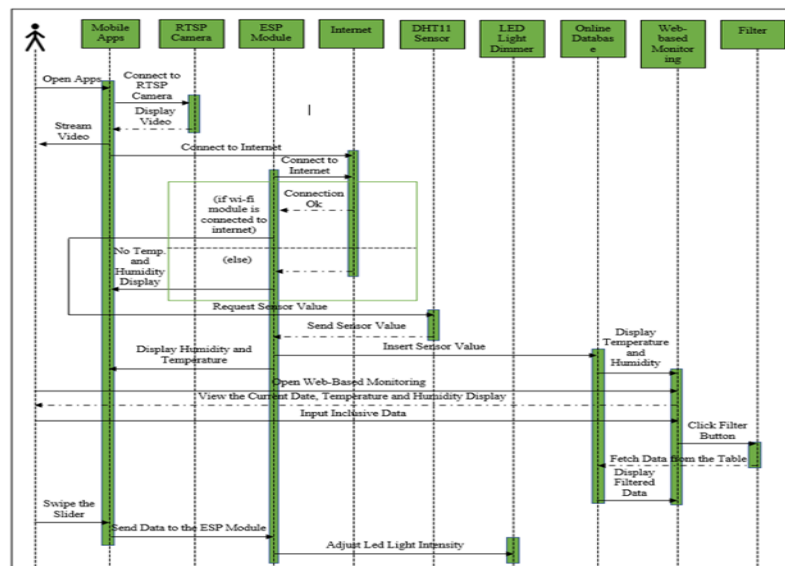 Mobile
Apps
RTSP
Camera
ESP
Module
Internet
DHT11
Sensor
LED
Light
Dimmer
Online
Databas
e
Web-
based
Monitor
ing
Filter
Open Apps
Connect to
RTSP
Camera
Display
Video
Stream
Video
Connect to Internet
Connect to
Internet
Connection
Ok
(if wi-fi
module is
connected to
internet)
(else)
No Temp.
and
Humidity
Display
Request Sensor Value
Send Sensor Value
Insert Sensor Value
Display Humidity and
Temperature
Display
Temperature
and
Humidity
Open Web-Based Monitoring
View the Current Date, Temperature and Humidity Display
Input Inclusive Data
Click Filter
Button
Fetch Data from the Table
Display
Filtered
Data
Swipe the
Slider
Send Data to the ESP Module
Adjust Led Light Intensity